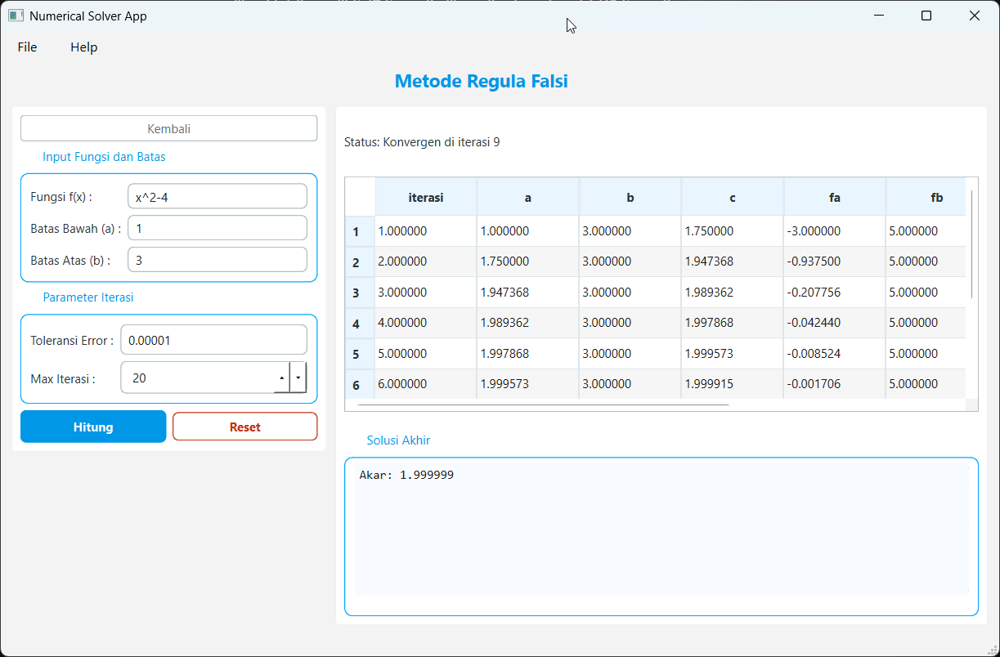 Numerical Solver App
File Help
Metode Regula Falsi
Kembali
Input Fungsi dan Batas
Fungsi f(x) : x^2-4
Batas Bawah (a) : 1
Batas Atas (b) : 3
Parameter Iterasi
Toleransi Error : 0.00001
Max Iterasi : 20
Hitung Reset
Status: Konvergen di iterasi 9
iterasi a b c fa fb
1 1.000000 1.000000 3.000000 1.750000 -3.000000 5.000000
2 2.000000 1.750000 3.000000 1.947368 -0.937500 5.000000
3 3.000000 1.947368 3.000000 1.989362 -0.207756 5.000000
4 4.000000 1.989362 3.000000 1.997868 -0.042440 5.000000
5 5.000000 1.997868 3.000000 1.999573 -0.008524 5.000000
6 6.000000 1.999573 3.000000 1.999915 -0.001706 5.000000
Solusi Akhir
Akar: 1.999999